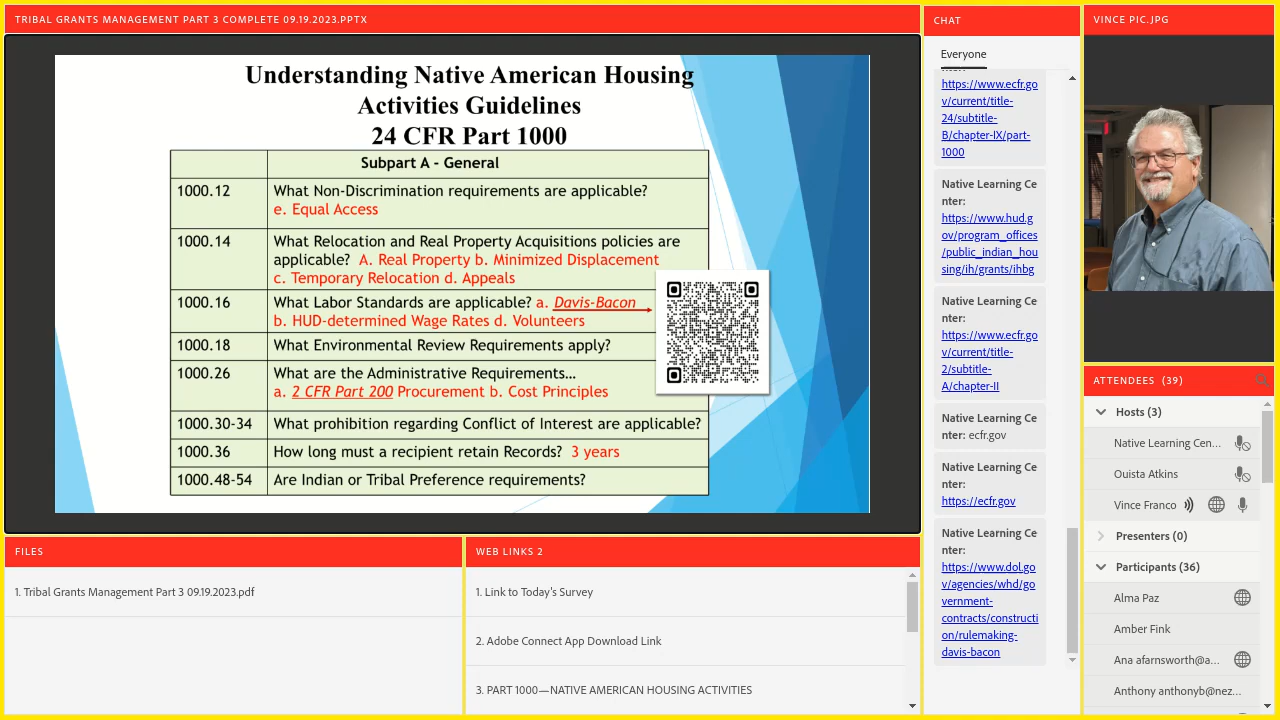 TRIBAL GRANTS MANAGEMENT PART 3 COMPLETE 09.19.2023.PPTX
Understanding Native American Housing
Activities Guidelines
24 CFR Part 1000
Subpart A - General
1000.12 What Non-Discrimination requirements are applicable?
e. Equal Access
1000.14 What Relocation and Real Property Acquisitions policies are
applicable? A. Real Property b. Minimized Displacement
c. Temporary Relocation d. Appeals
1000.16 What Labor Standards are applicable? a. Davis-Bacon
b. HUD-determined Wage Rates d. Volunteers
1000.18 What Environmental Review Requirements apply?
1000.26 What are the Administrative Requirements...
a. 2 CFR Part 200 Procurement b. Cost Principles
1000.30-34 What prohibition regarding Conflict of Interest are applicable?
1000.36 How long must a recipient retain Records? 3 years
1000.48-54 Are Indian or Tribal Preference requirements?
FILES
1. Tribal Grants Management Part 3 09.19.2023.pdf
WEB LINKS 2
1. Link to Today's Survey
2. Adobe Connect App Download Link
3. PART 1000—NATIVE AMERICAN HOUSING ACTIVITIES
CHAT
Everyone
https://www.ecfr.go
v/current/title-
24/subtitle-
B/chapter-IX/part-
1000
Native Learning Ce
nter:
https://www.hud.g
ov/program_offices
/public_indian_hou
sing/ih/grants/ihbg
Native Learning Ce
nter:
https://www.ecfr.go
v/current/title-
2/subtitle-
A/chapter-II
Native Learning Ce
nter: ecfr.gov
Native Learning Ce
nter:
https://ecfr.gov
Native Learning Ce
nter:
https://www.dol.go
v/agencies/whd/go
vernment-
contracts/constructi
on/rulemaking-
davis-bacon
VINCE PIC.JPG
ATTENDEES (39)
Hosts (3)
Native Learning Cen...
Ouista Atkins
Vince Franco
Presenters (0)
Participants (36)
Alma Paz
Amber Fink
Ana afarnsworth@a...
Anthony anthonyb@nez...